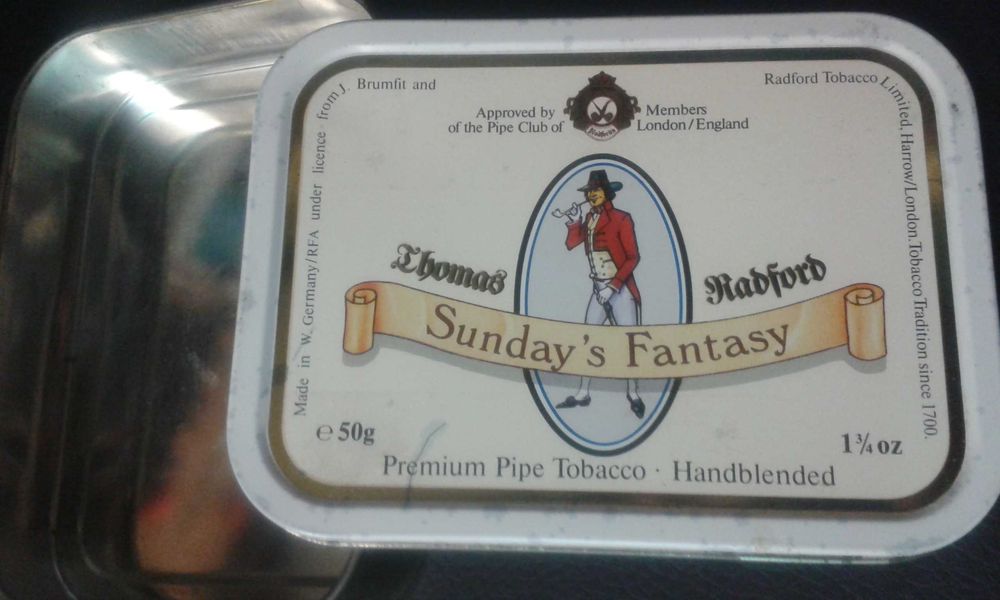 Made in W. Germany/RFA under licence from J. Brumfit and
Radford Tobacco Limited, Harrow/London. Tobacco Tradition since 1700.
Approved by Members
of the Pipe Club of London/England
Radford's
Thomas Radford
Sunday's Fantasy
e 50g
1¾ oz
Premium Pipe Tobacco · Handblended